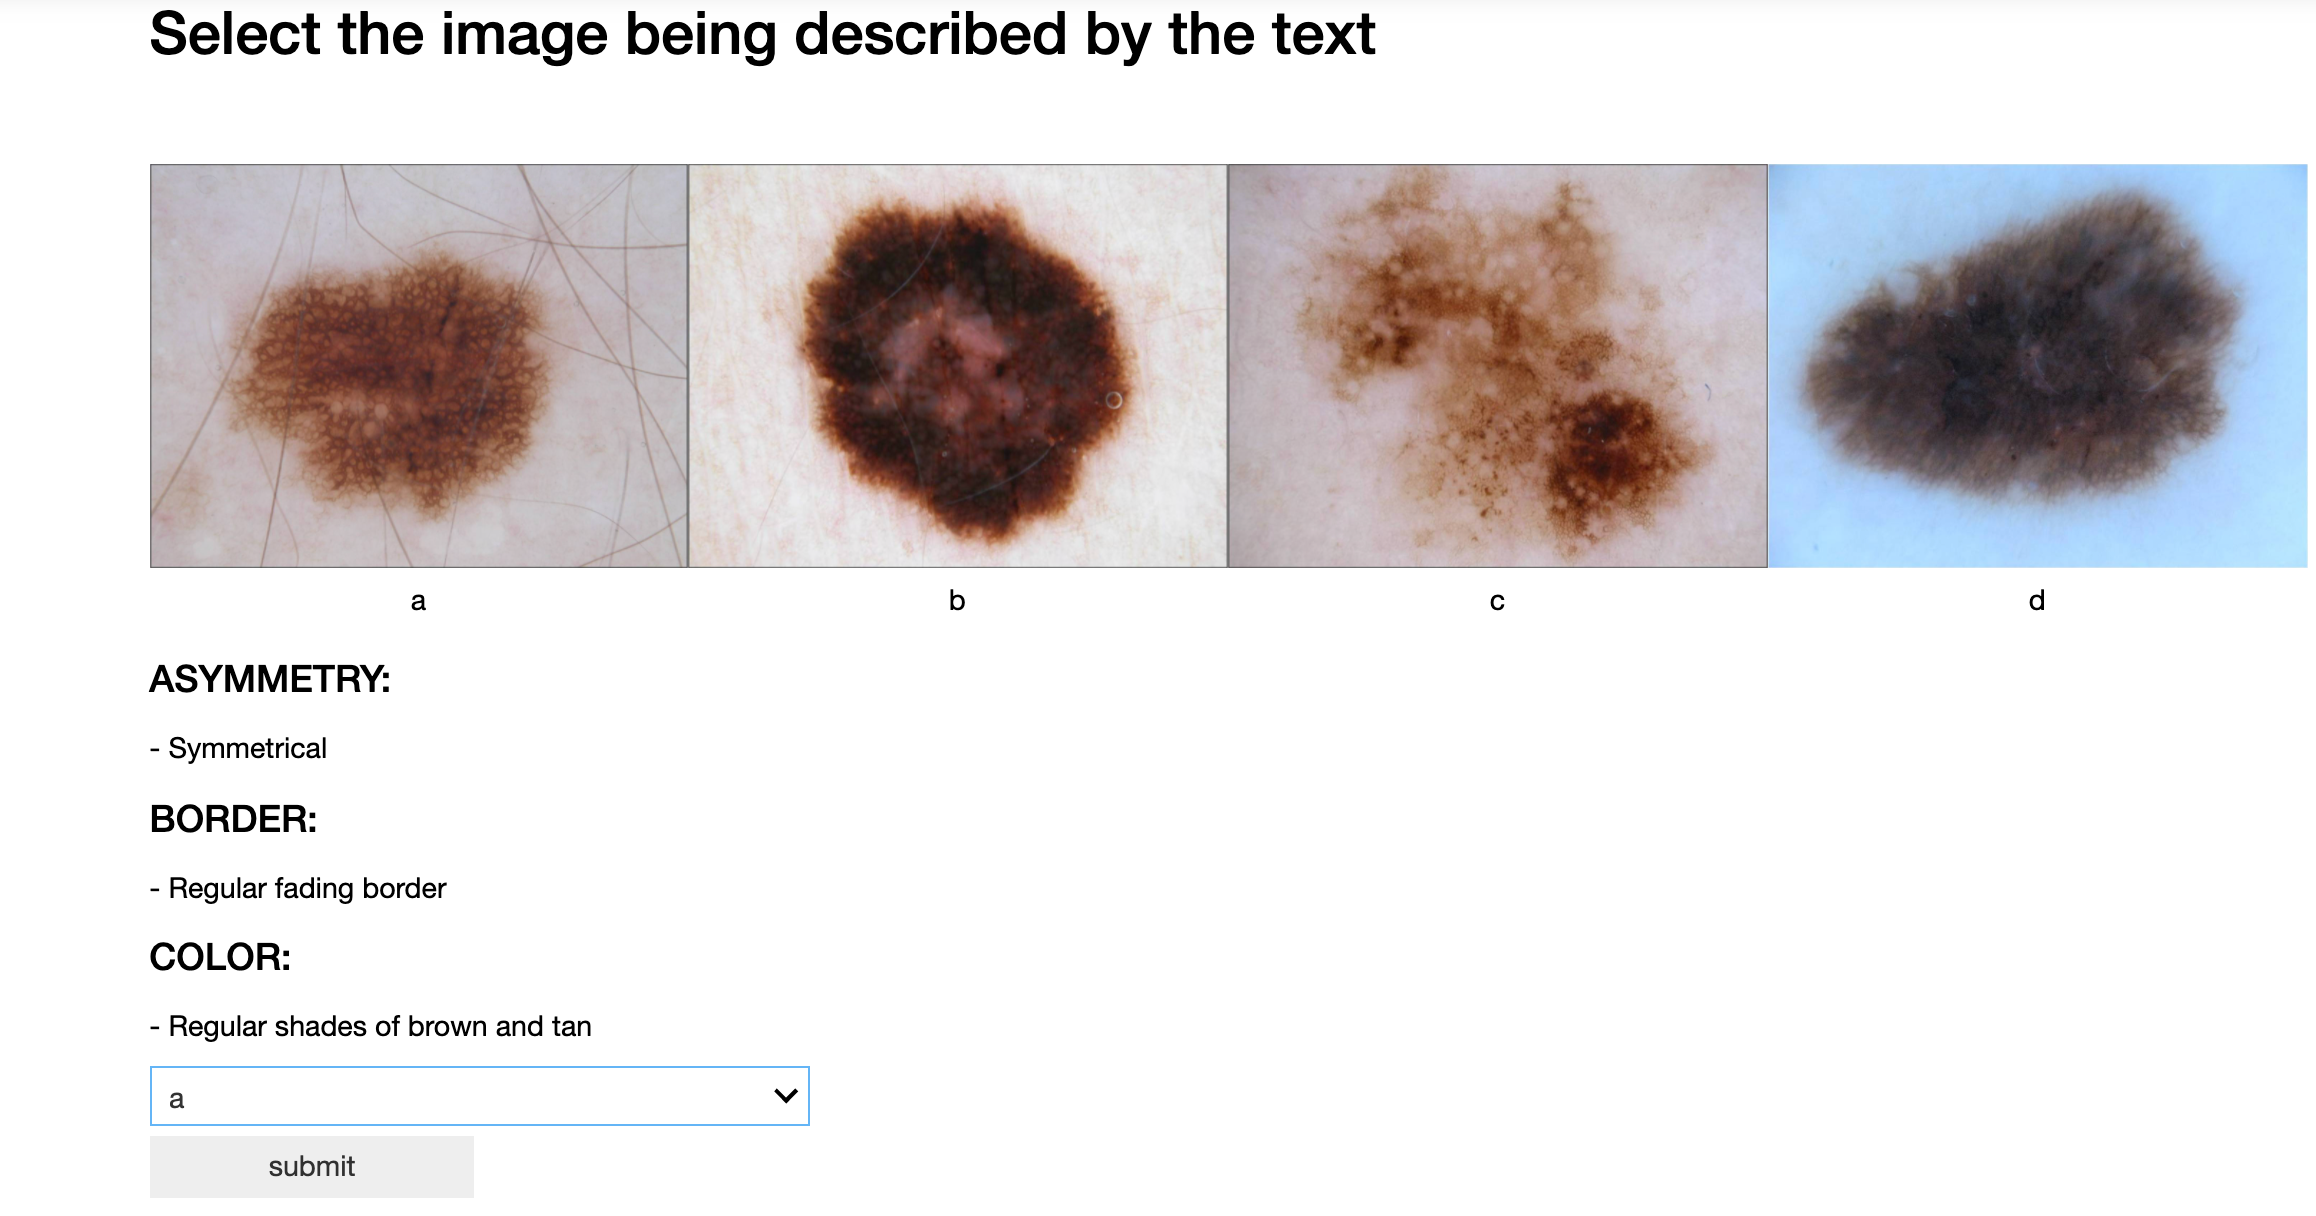 Select the image being described by the text
a
b
c
d
ASYMMETRY:
- Symmetrical
BORDER:
- Regular fading border
COLOR:
- Regular shades of brown and tan
a
submit